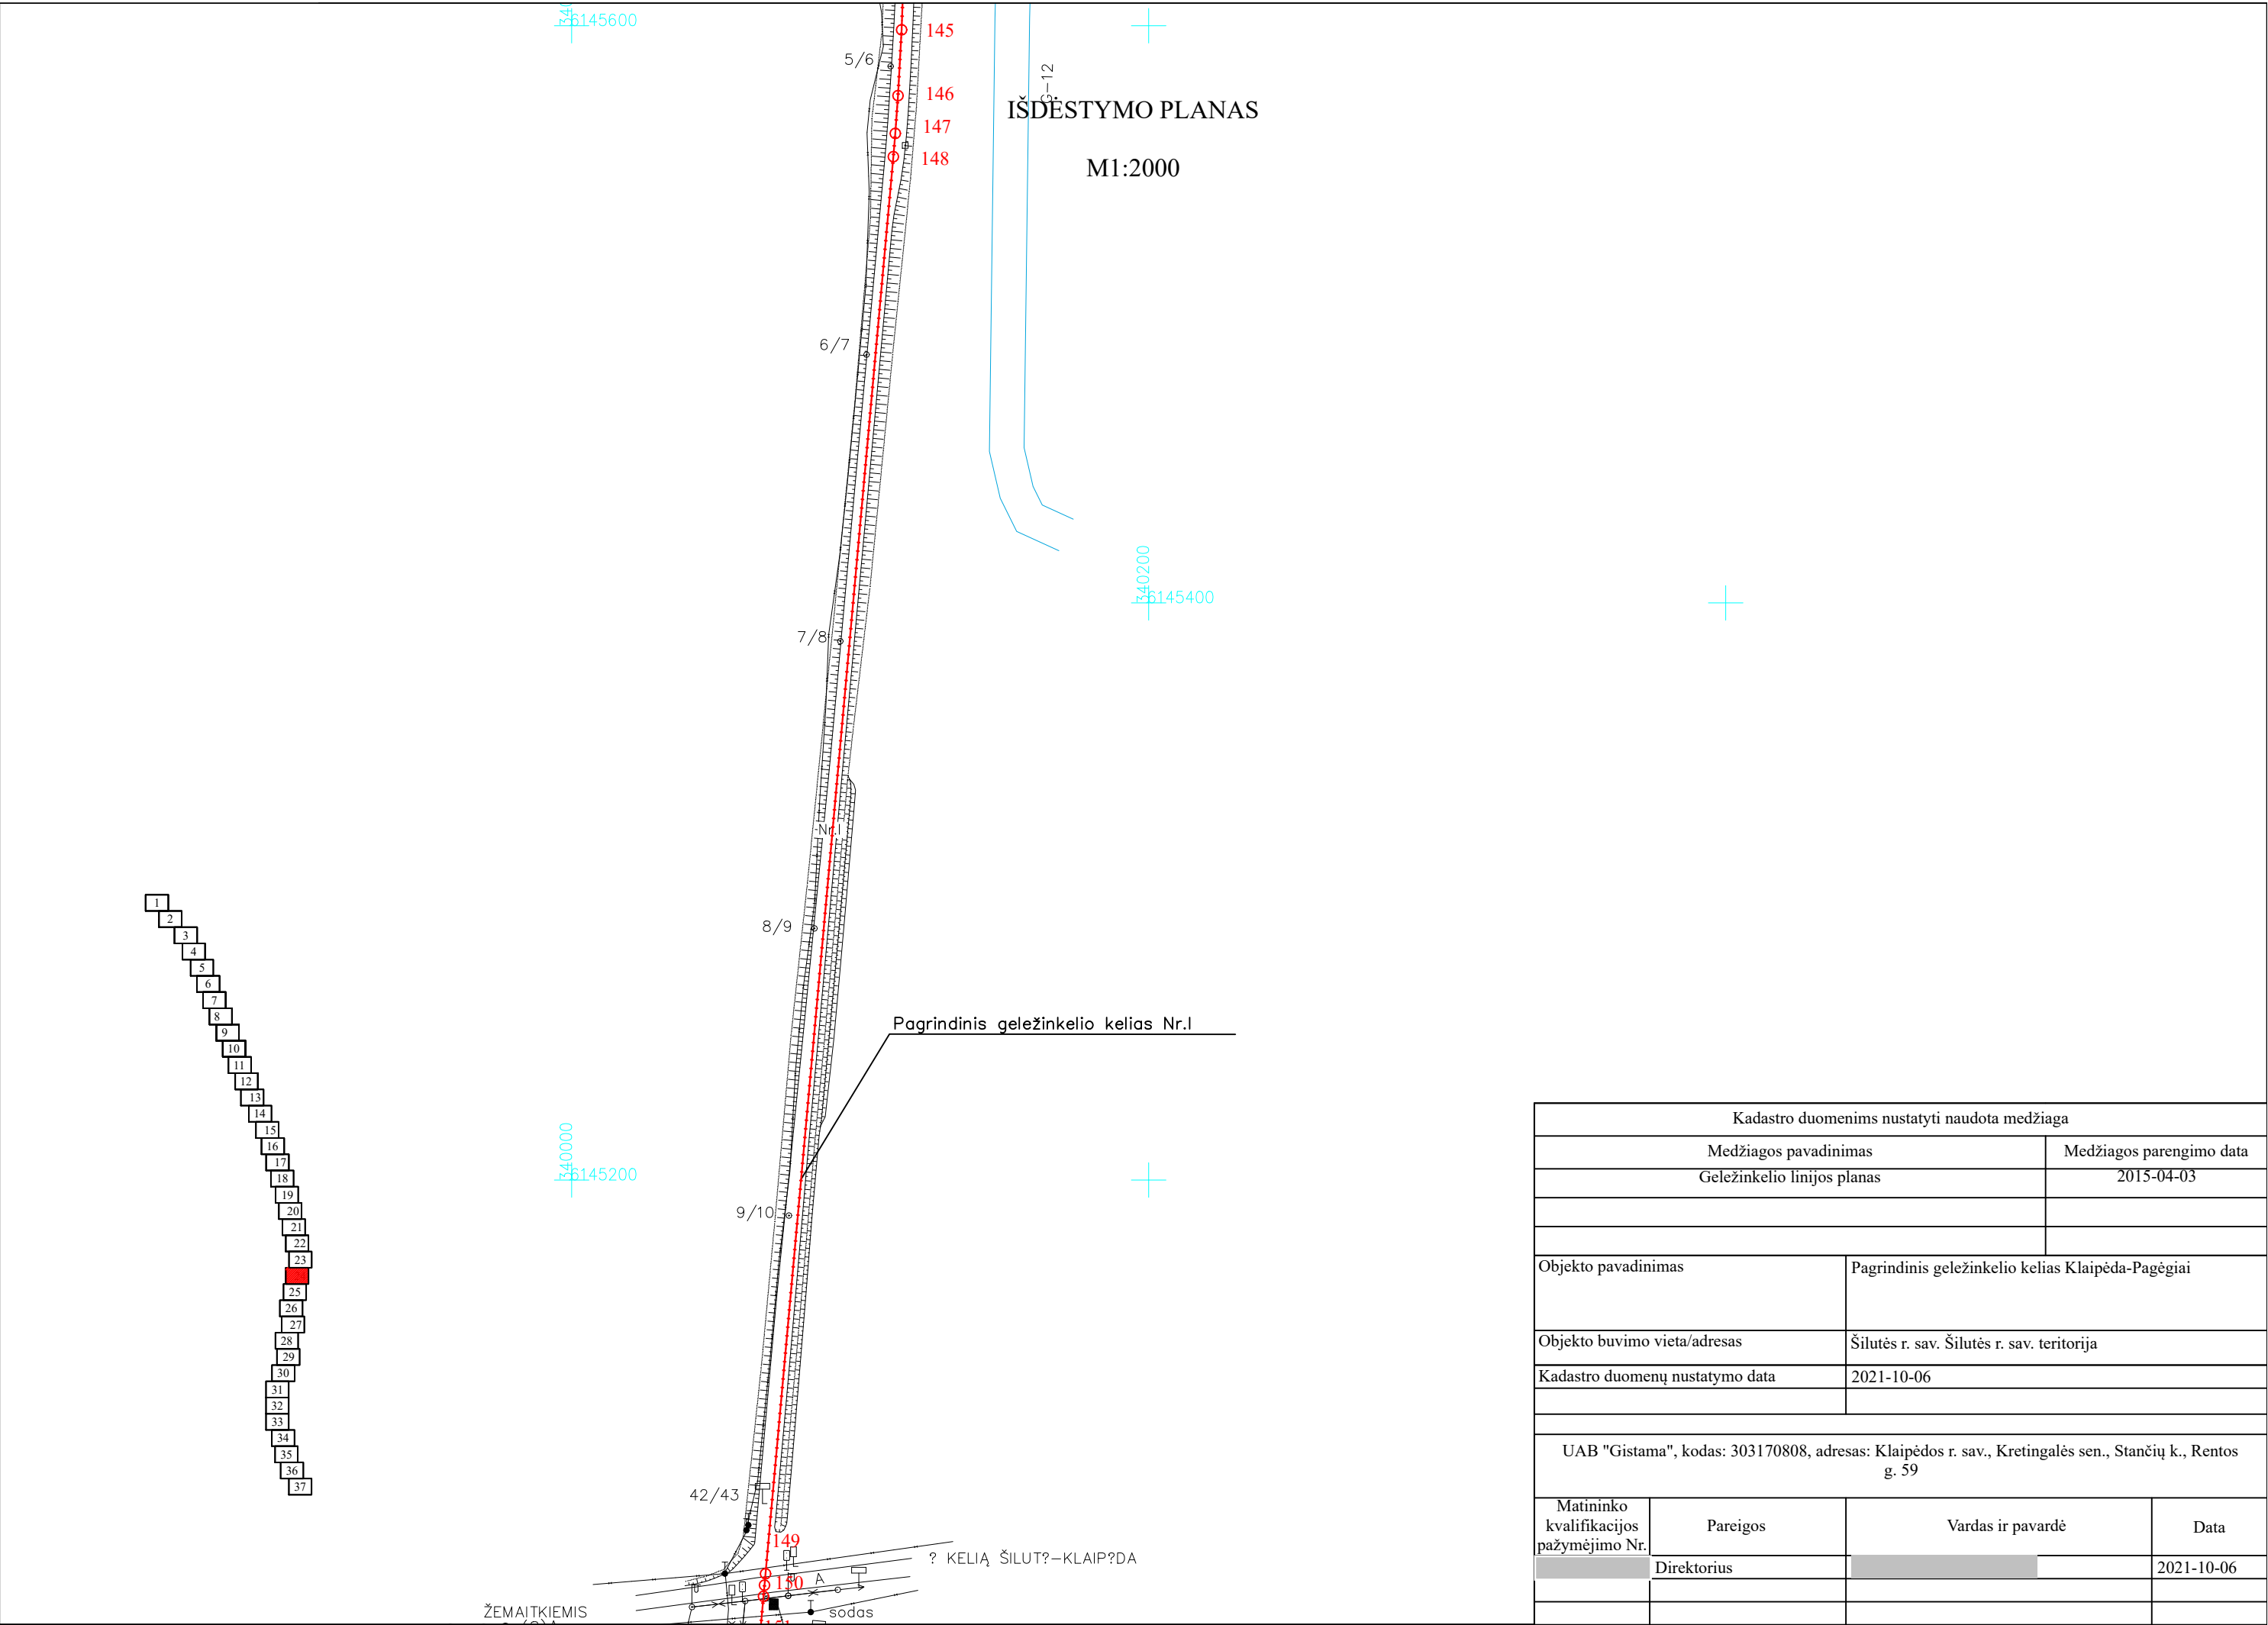 6145600
145
5/6
146
147
148
G-12
IŠDĖSTYMO PLANAS
M1:2000
6/7
340200
6145400
7/8
Nr.I
8/9
Pagrindinis geležinkelio kelias Nr.I
340000
6145200
9/10
42/43
149
150
A
? KELIĄ ŠILUT?-KLAIP?DA
ŽEMAITKIEMIS
sodas
1
2
3
4
5
6
7
8
9
10
11
12
13
14
15
16
17
18
19
20
21
22
23
25
26
27
28
29
30
31
32
33
34
35
36
37
Kadastro duomenims nustatyti naudota medžiaga
Medžiagos pavadinimas Medžiagos parengimo data
Geležinkelio linijos planas 2015-04-03
Objekto pavadinimas Pagrindinis geležinkelio kelias Klaipėda-Pagėgiai
Objekto buvimo vieta/adresas Šilutės r. sav. Šilutės r. sav. teritorija
Kadastro duomenų nustatymo data 2021-10-06
UAB "Gistama", kodas: 303170808, adresas: Klaipėdos r. sav., Kretingalės sen., Stančių k., Rentos
g. 59
Matininko
kvalifikacijos
pažymėjimo Nr.
Pareigos Vardas ir pavardė Data
Direktorius 2021-10-06